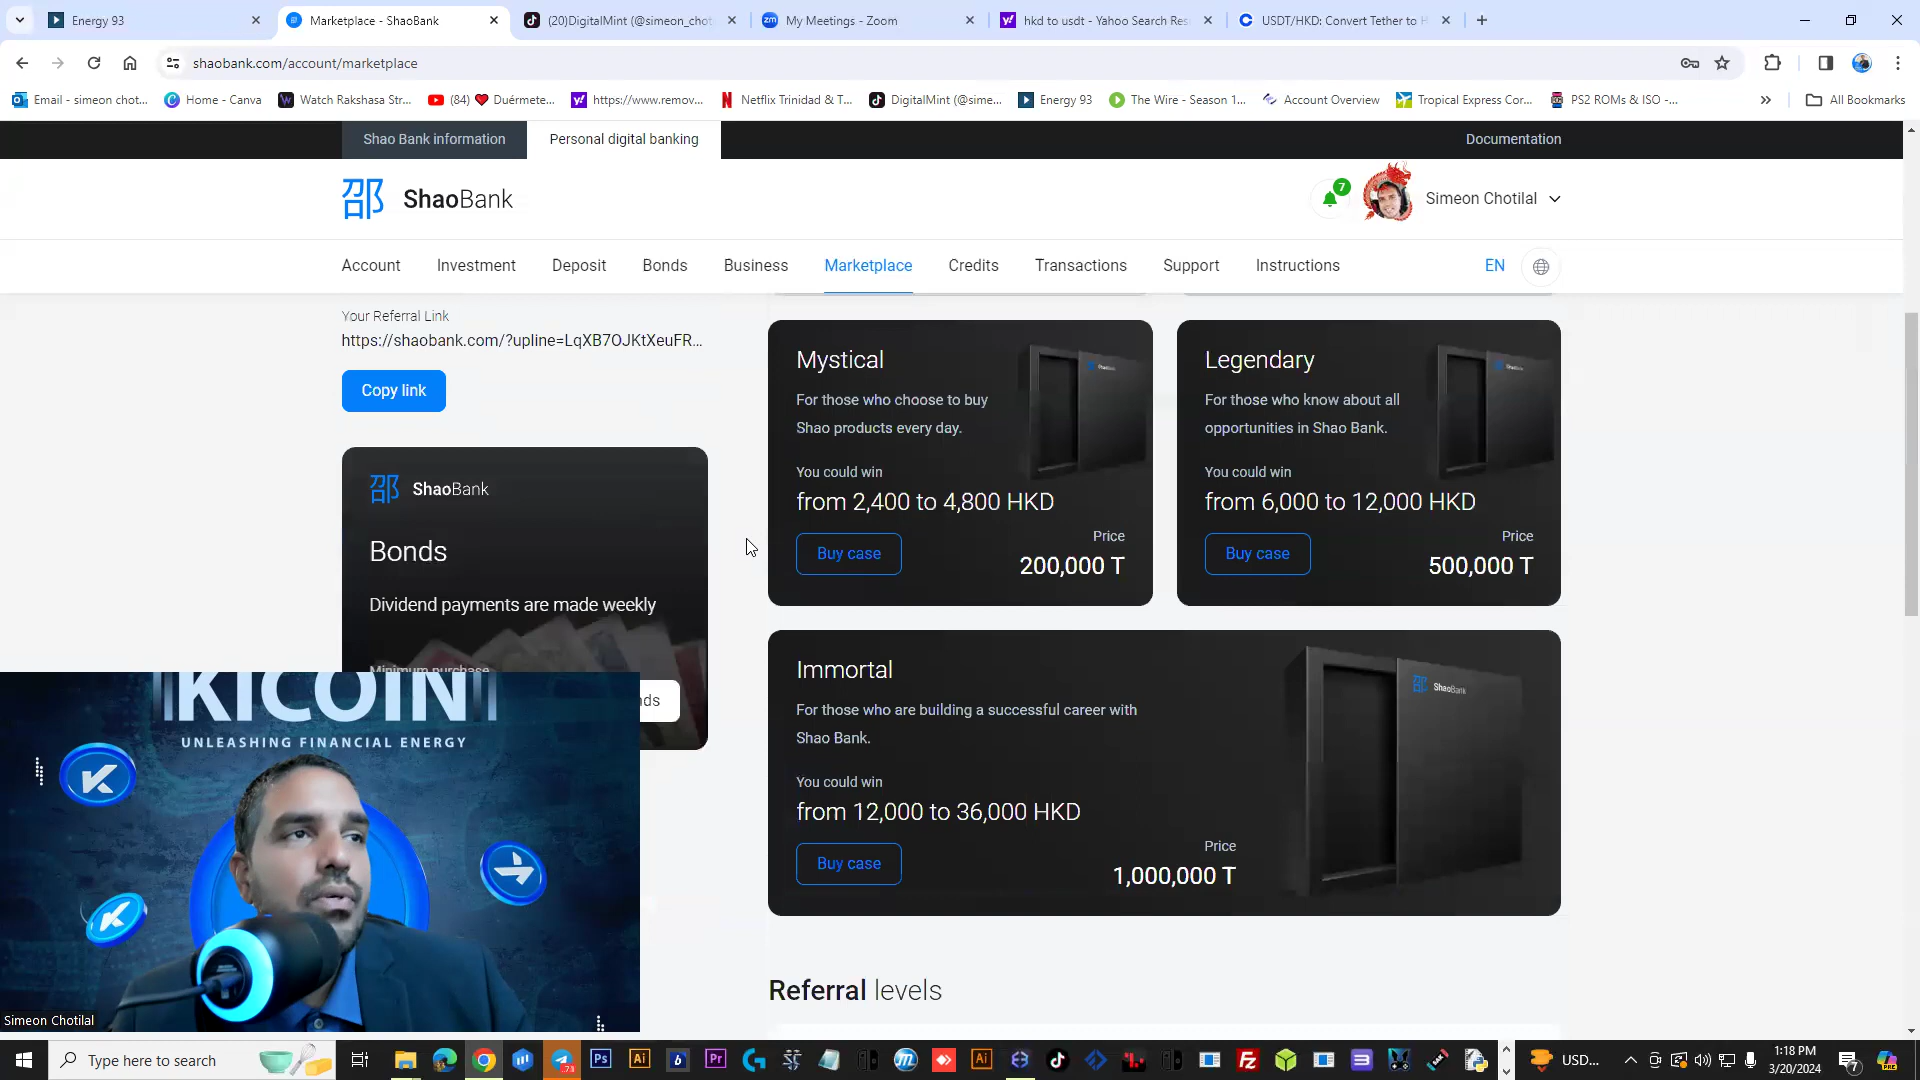 Energy 93
Marketplace - ShaoBank
(20)DigitalMint (@simeon_chot
My Meetings - Zoom
hkd to usdt - Yahoo Search Res
USDT/HKD: Convert Tether to H
shaobank.com/account/marketplace
Email - simeon chot...
Home - Canva
Watch Rakshasa Str...
(84) ❤ Duérmete...
https://www.remov...
Netflix Trinidad & T...
DigitalMint (@sime...
Energy 93
The Wire - Season 1...
Account Overview
Tropical Express Cor...
PS2 ROMs & ISO -...
All Bookmarks
Shao Bank information
Personal digital banking
Documentation
邵 ShaoBank
7
Simeon Chotilal
Account
Investment
Deposit
Bonds
Business
Marketplace
Credits
Transactions
Support
Instructions
EN
Your Referral Link
https://shaobank.com/?upline=LqXB7OJKtXeuFR...
Copy link
邵 ShaoBank
Bonds
Dividend payments are made weekly
Minimum purchase
nds
Mystical
For those who choose to buy
Shao products every day.
You could win
from 2,400 to 4,800 HKD
Buy case
Price
200,000 T
Legendary
For those who know about all
opportunities in Shao Bank.
You could win
from 6,000 to 12,000 HKD
Buy case
Price
500,000 T
Immortal
For those who are building a successful career with
Shao Bank.
You could win
from 12,000 to 36,000 HKD
Buy case
Price
1,000,000 T
邵 ShaoBank
Referral levels
KICOIN
UNLEASHING FINANCIAL ENERGY
Simeon Chotilal
Type here to search
USD...
1:18 PM
3/20/2024
7